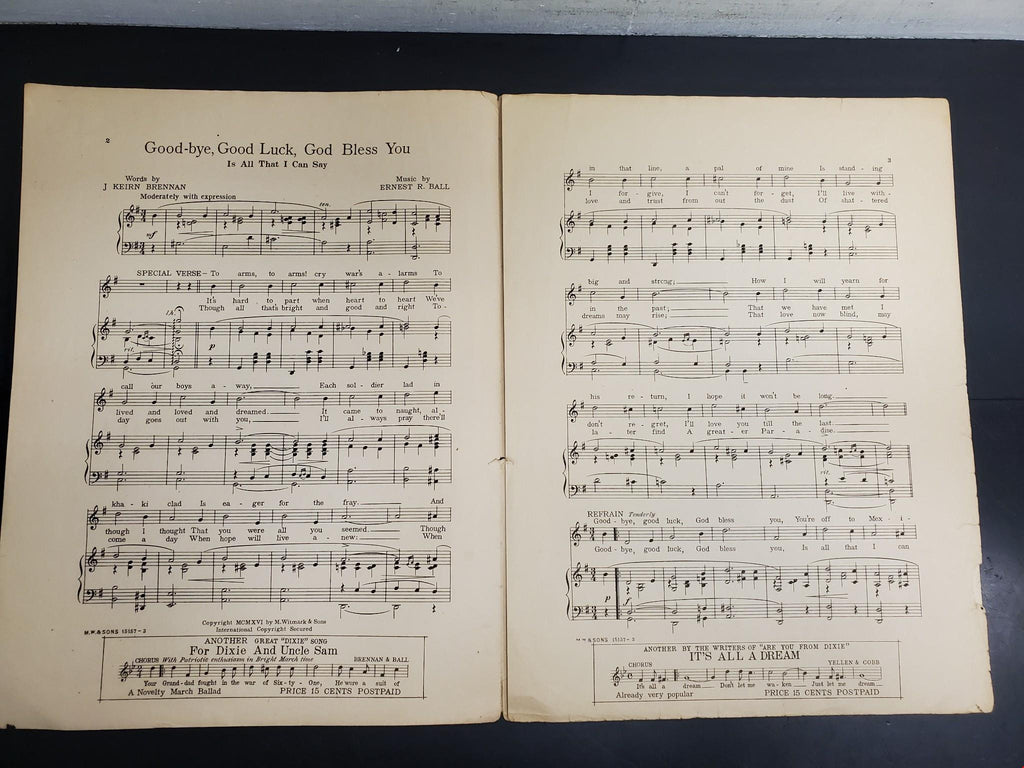 2
Good-bye, Good Luck, God Bless You
Is All That I Can Say
Words by
J KEIRN BRENNAN
Music by
ERNEST R. BALL
Moderately with expression
ten.
mf
SPECIAL VERSE – To arms, to arms! cry war's a - larms To
It's hard to part when heart to heart We've
Though all that's bright and good and right To-
rit.
p
call our boys a - way, Each sol - dier lad in
lived and loved and dreamed. It came to naught, al-
day goes out with you, I'll al - ways pray there'll
kha - ki clad Is ea - ger for the fray. And
though I thought That you were all you seemed. Though
come a day When hope will live a - new: When
Copyright MCMXVI by M. Witmark & Sons
International Copyright Secured
M.W. & SONS 15157-3
ANOTHER GREAT "DIXIE" SONG
For Dixie And Uncle Sam
CHORUS With Patriotic enthusiasm in Bright March time BRENNAN & BALL
Your Grand - dad fought in the war of Six - ty - One, He wore a suit of
A Novelty March Ballad PRICE 15 CENTS POSTPAID
3
in that line, a pal of mine Is stand - ing
I for - give, I can't for - get, I'll live with-
love and trust from out the dust Of shat - tered
big and strong; How I will yearn for
in the past; That we have met I
dreams may rise; That love now blind, may
his re - turn, I hope it won't be long.
don't re - gret, I'll love you till the last.
la - ter find A great - er Par - a - dise.
rit.
REFRAIN Tenderly
Good - bye, good luck, God bless you, You're off to Mex - i -
Good - bye, good luck, God bless you, Is all that I can
p
M.W. & SONS 15157-3
ANOTHER BY THE WRITERS OF "ARE YOU FROM DIXIE"
IT'S ALL A DREAM
CHORUS YELLEN & COBB
It's all a dream Don't let me wa - ken Just let me dream
Already very popular PRICE 15 CENTS POSTPAID